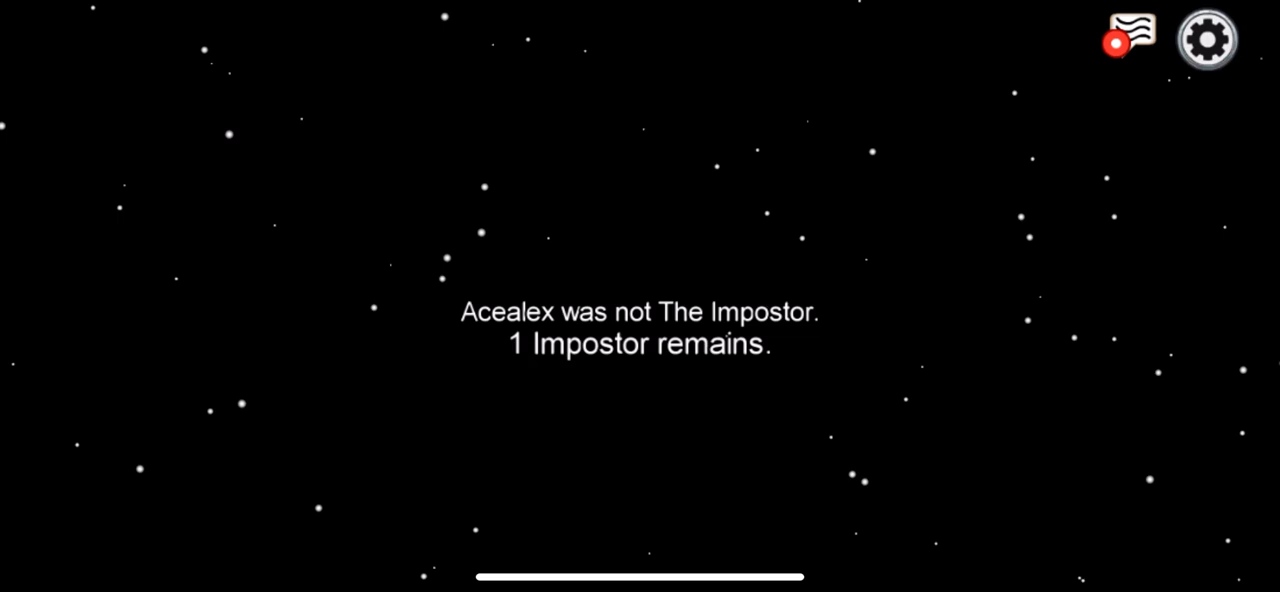 Acealex was not The Impostor.
1 Impostor remains.